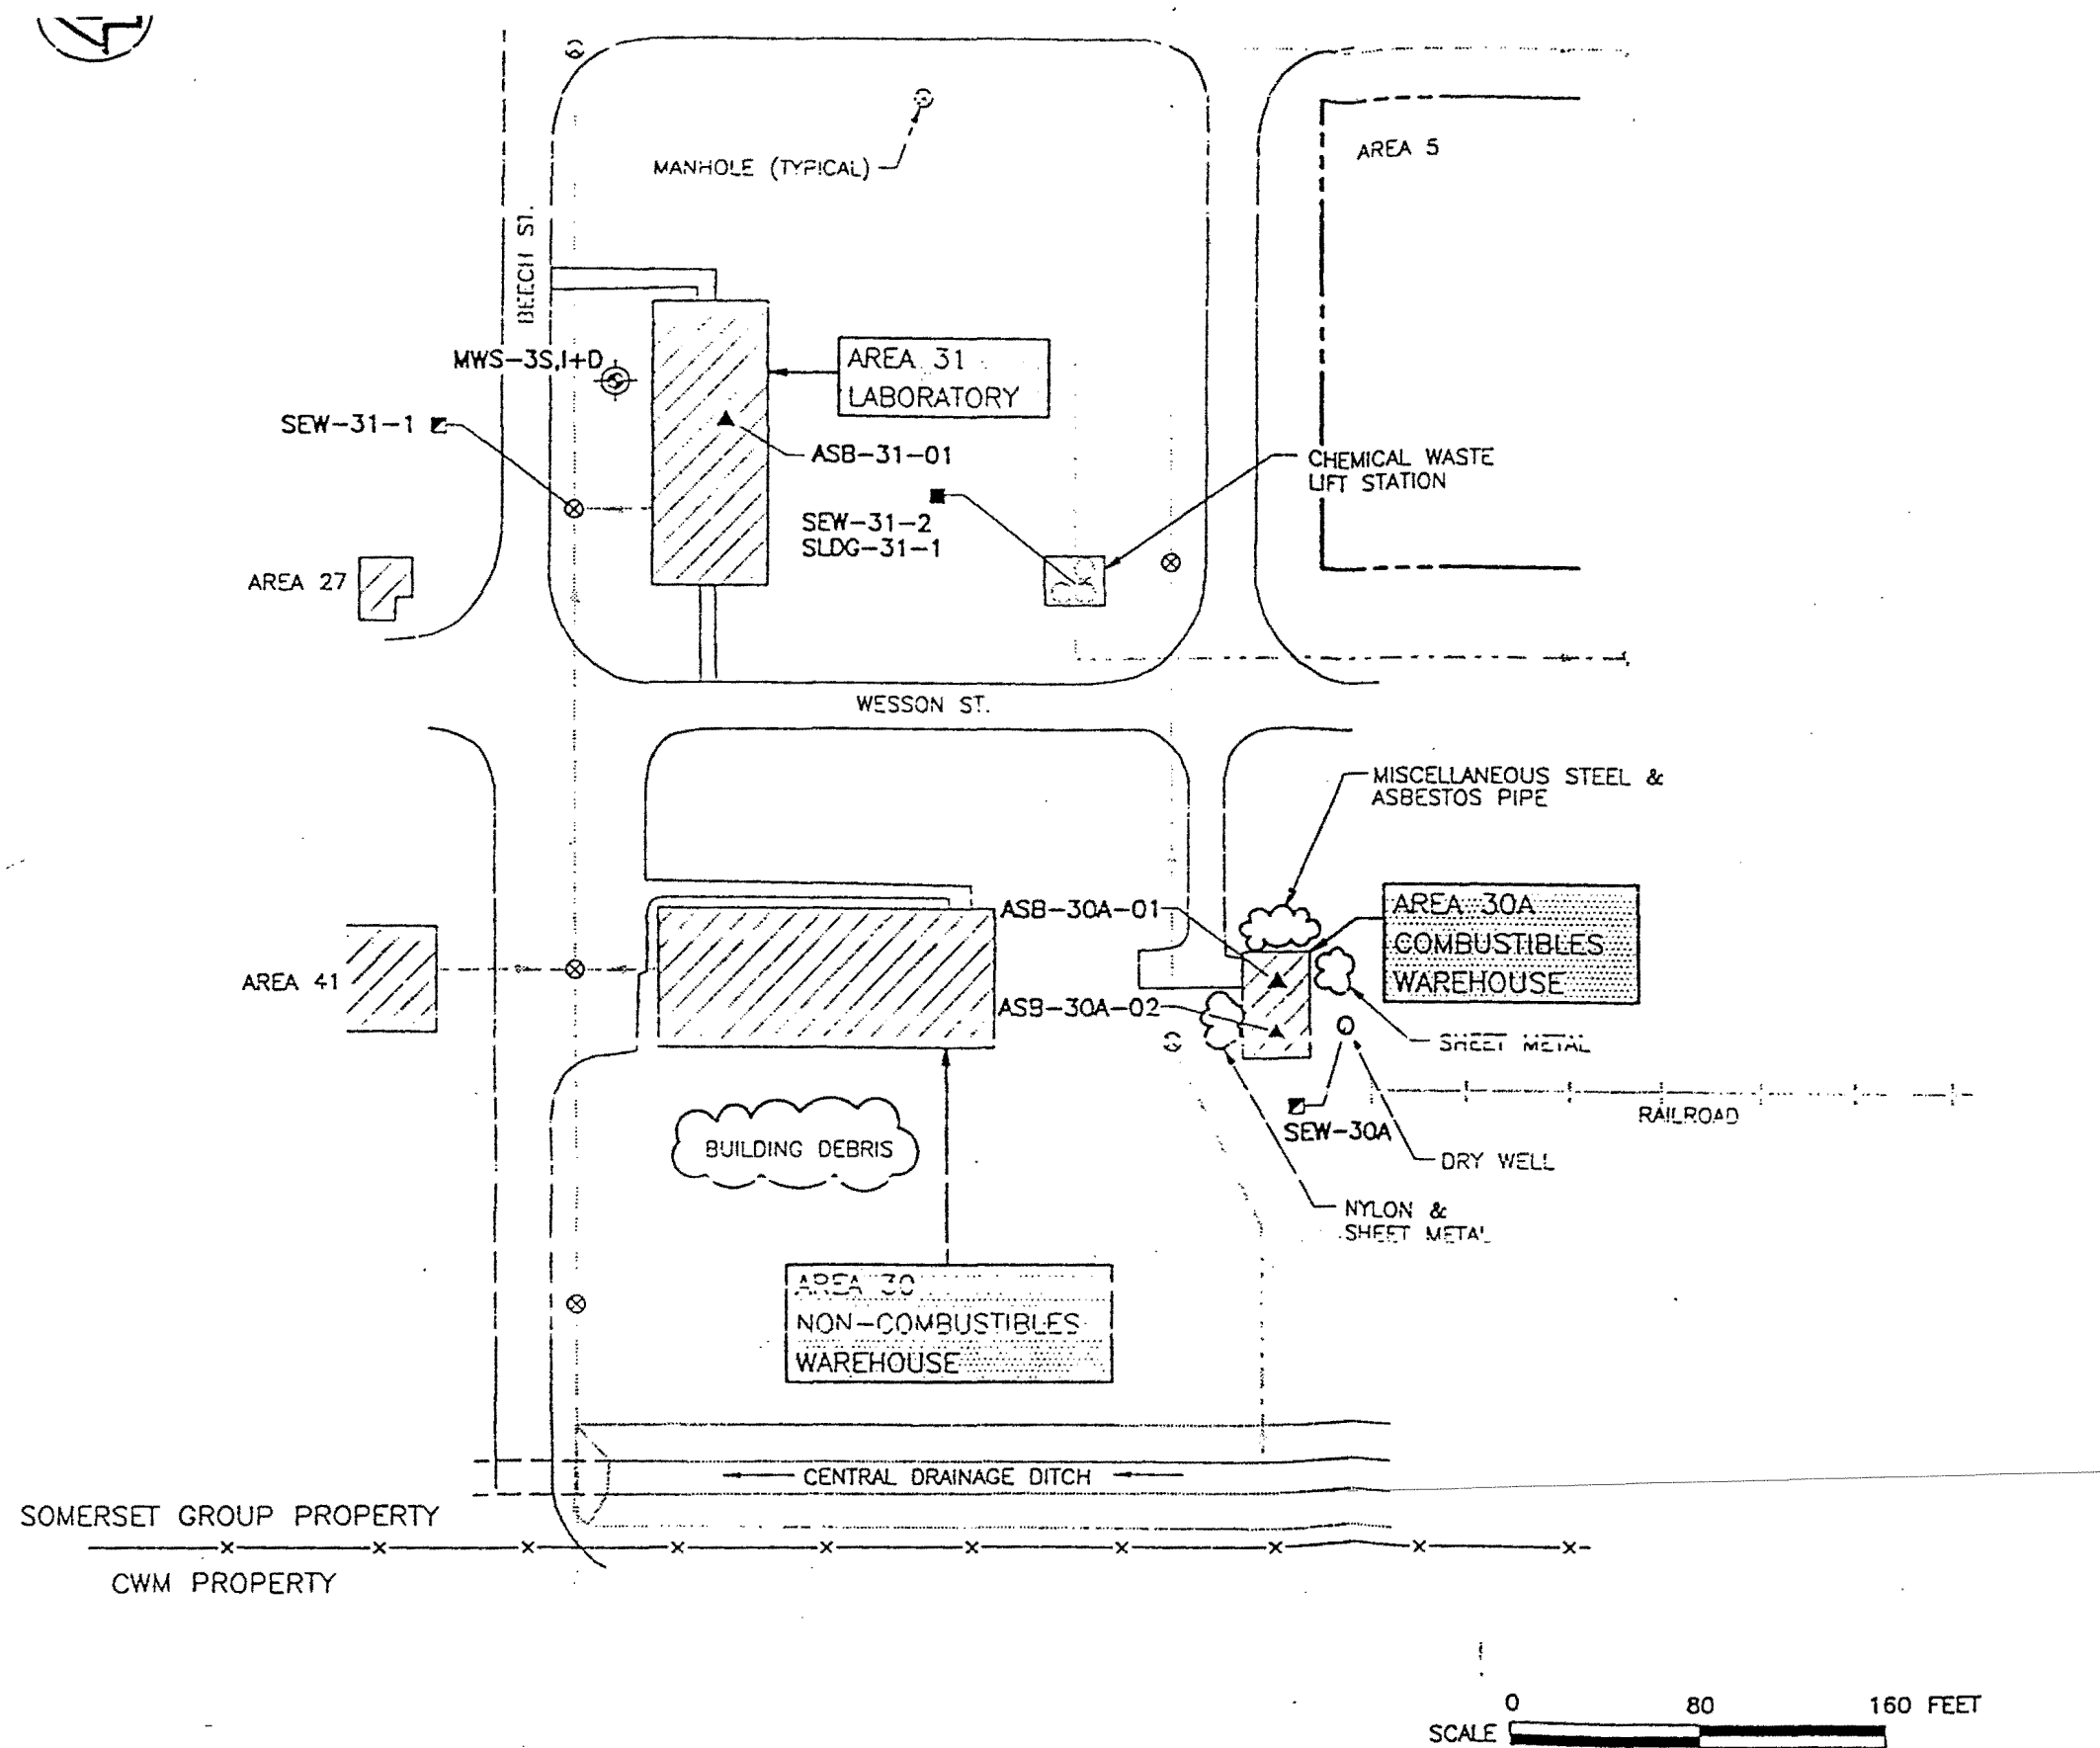 AREA 5
MANHOLE (TYPICAL)
BEECH ST.
MWS-3S,I+D
AREA 31
LABORATORY
SEW-31-1
ASB-31-01
CHEMICAL WASTE
LIFT STATION
SEW-31-2
SLDG-31-1
AREA 27
WESSON ST.
MISCELLANEOUS STEEL &
ASBESTOS PIPE
ASB-30A-01
AREA 30A
COMBUSTIBLES
WAREHOUSE
AREA 41
ASB-30A-02
SHEET METAL
RAILROAD
SEW-30A
BUILDING DEBRIS
DRY WELL
NYLON &
SHEET METAL
AREA 30
NON-COMBUSTIBLES
WAREHOUSE
CENTRAL DRAINAGE DITCH
SOMERSET GROUP PROPERTY
CWM PROPERTY
0 80 160 FEET
SCALE